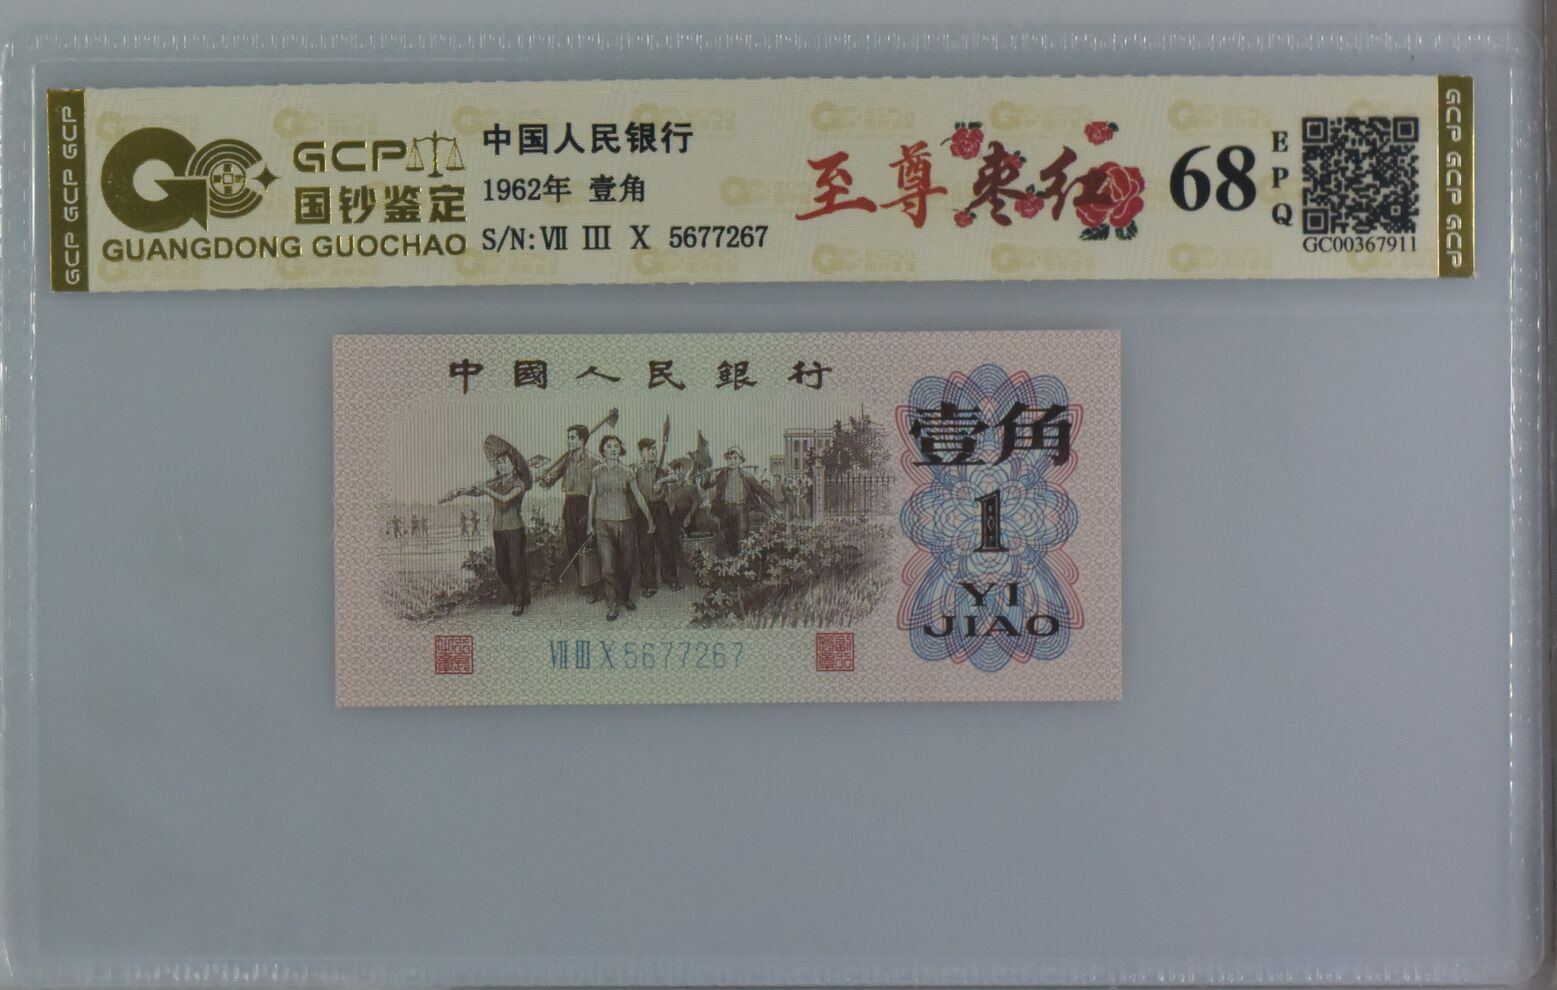 GCP GCP GCP
GCP
国钞鉴定
GUANGDONG GUOCHAO
中国人民银行
1962年 壹角
S/N: Ⅶ Ⅲ Ⅹ 5677267
至尊枣红
68
EPQ
GC00367911
GCP GCP GCP
中國人民銀行
壹角
1
YI
JIAO
Ⅶ Ⅲ Ⅹ 5677267